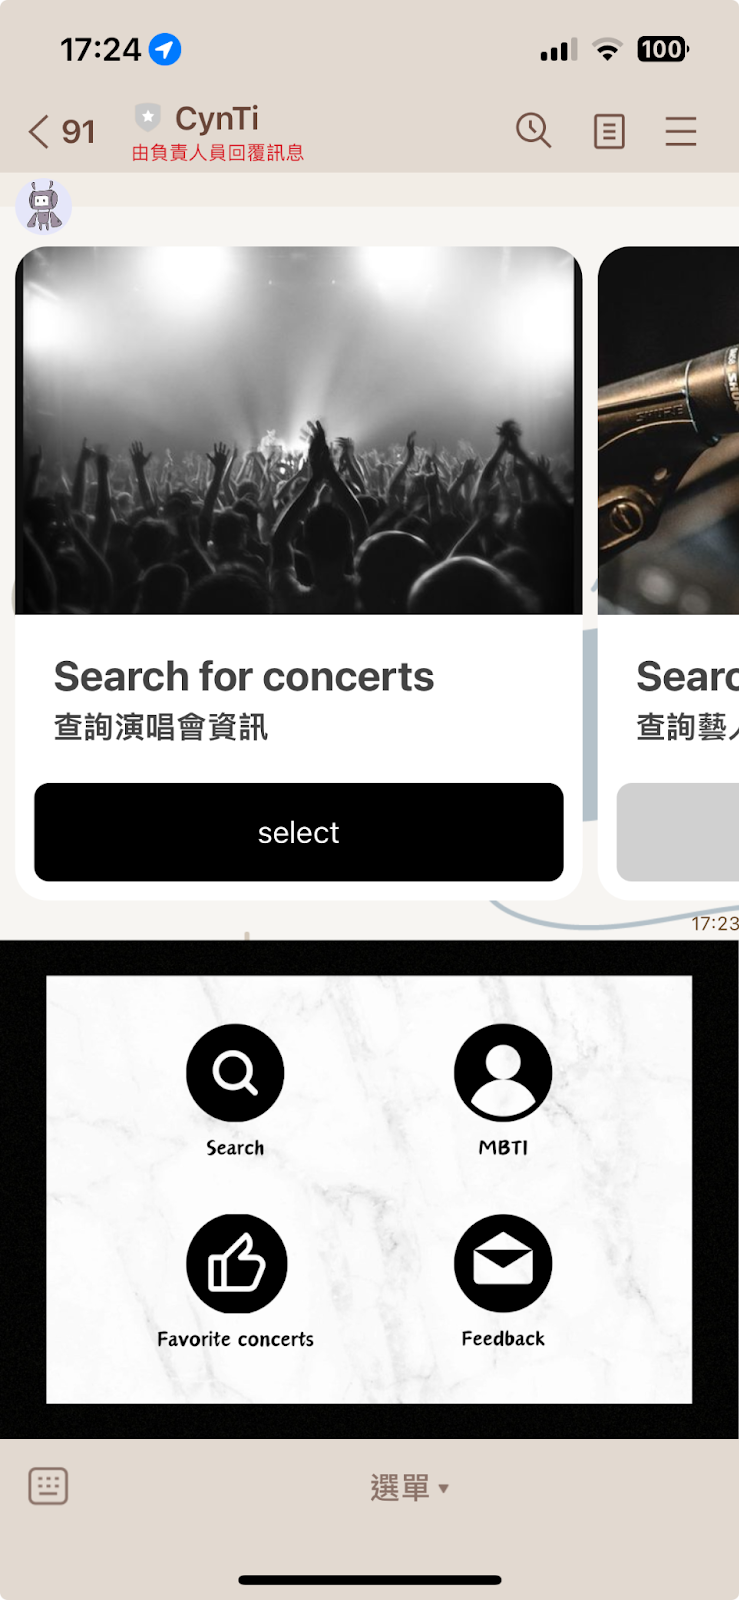 17:24
100
91
CynTi
由負責人員回覆訊息
SHURE
Search for concerts
查詢演唱會資訊
select
Searc
查詢藝人
17:23
Search
MBTI
Favorite concerts
Feedback
選單